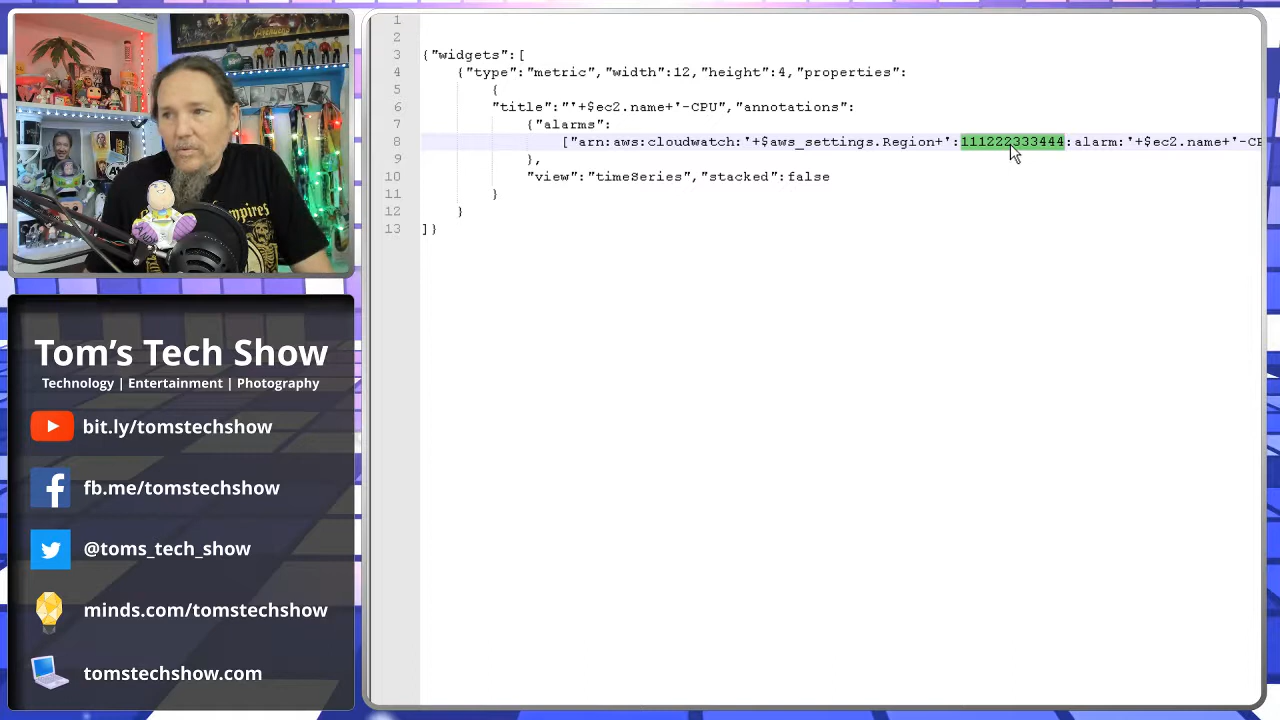 Tom's Tech Show
Technology | Entertainment | Photography
bit.ly/tomstechshow
fb.me/tomstechshow
@toms_tech_show
minds.com/tomstechshow
tomstechshow.com
1
2
3 {"widgets":[
4 {"type":"metric","width":12,"height":4,"properties":
5 {
6 "title":"'+$ec2.name+'-CPU","annotations":
7 {"alarms":
8 ["arn:aws:cloudwatch:'+$aws_settings.Region+':111222333444:alarm:'+$ec2.name+'-CP
9 },
10 "view":"timeSeries","stacked":false
11 }
12 }
13 ]}